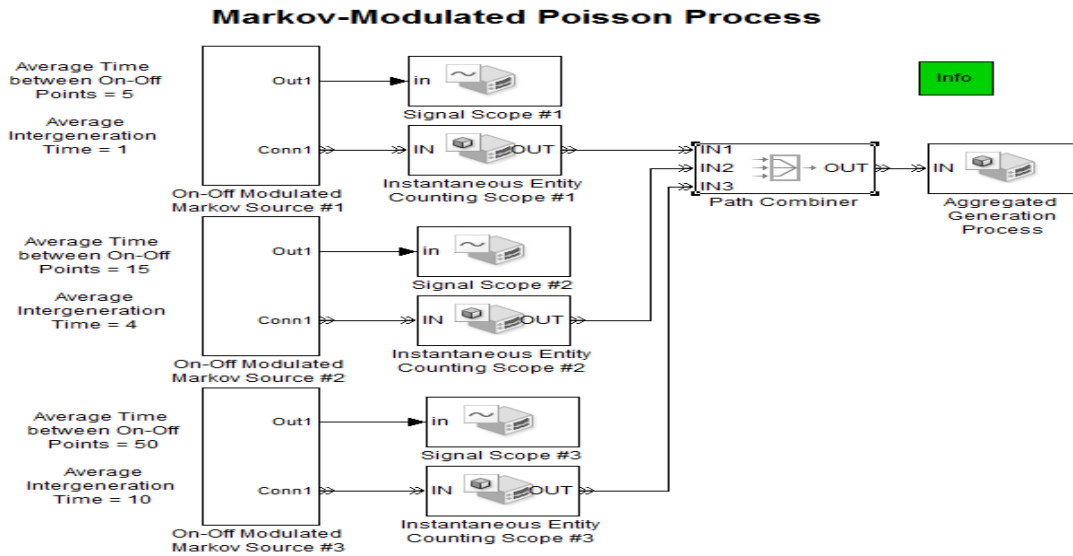 Markov-Modulated Poisson Process
Average Time
between On-Off
Points = 5
Average
Intergeneration
Time = 1
Out1
Conn1
On-Off Modulated
Markov Source #1
in
Signal Scope #1
IN
OUT
Instantaneous Entity
Counting Scope #1
Info
IN1
IN2
IN3
OUT
Path Combiner
IN
Aggregated
Generation
Process
Average Time
between On-Off
Points = 15
Average
Intergeneration
Time = 4
Out1
Conn1
On-Off Modulated
Markov Source #2
in
Signal Scope #2
IN
OUT
Instantaneous Entity
Counting Scope #2
Average Time
between On-Off
Points = 50
Average
Intergeneration
Time = 10
Out1
Conn1
On-Off Modulated
Markov Source #3
in
Signal Scope #3
IN
OUT
Instantaneous Entity
Counting Scope #3